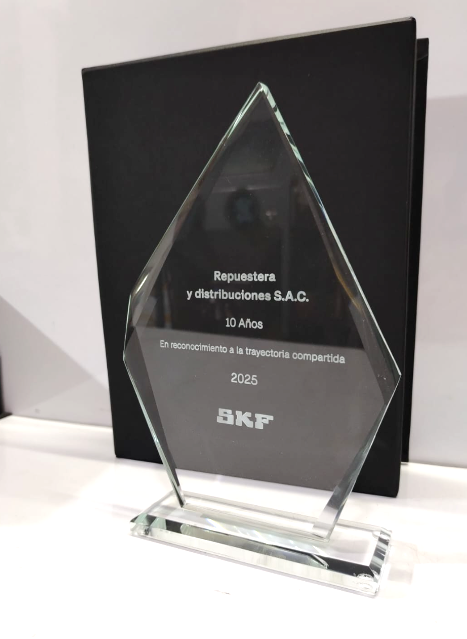 Repuestera
y distribuciones S.A.C.
10 Años
En reconocimiento a la trayectoria compartida
2025
SKF